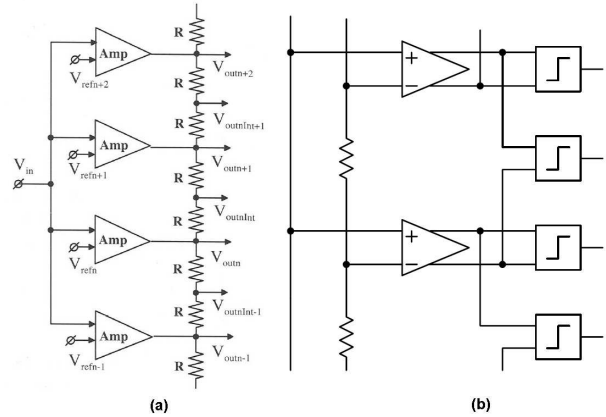 R
Amp
V_outn+2
V_refn+2
R
V_outnInt+1
R
Amp
V_outn+1
V_in
V_refn+1
R
V_outnInt
R
Amp
V_outn
V_refn
R
V_outnInt-1
R
Amp
V_outn-1
V_refn-1
R
+
−
+
−
(a)
(b)